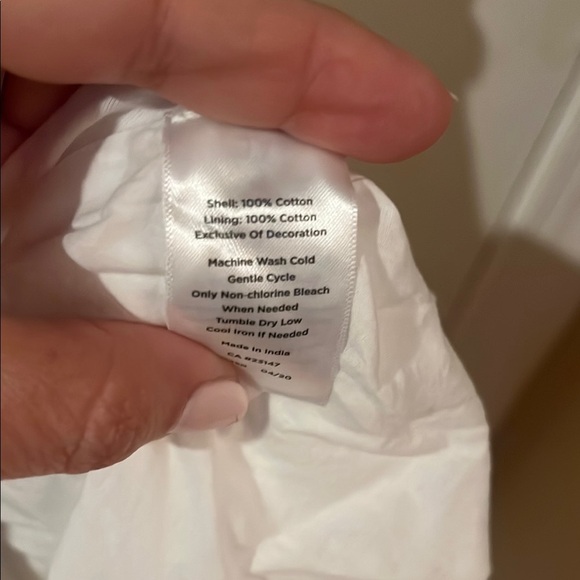 Shell: 100% Cotton
Lining: 100% Cotton
Exclusive Of Decoration
Machine Wash Cold
Gentle Cycle
Only Non-chlorine Bleach
When Needed
Tumble Dry Low
Cool Iron If Needed
Made in India
CA #25147
04/20